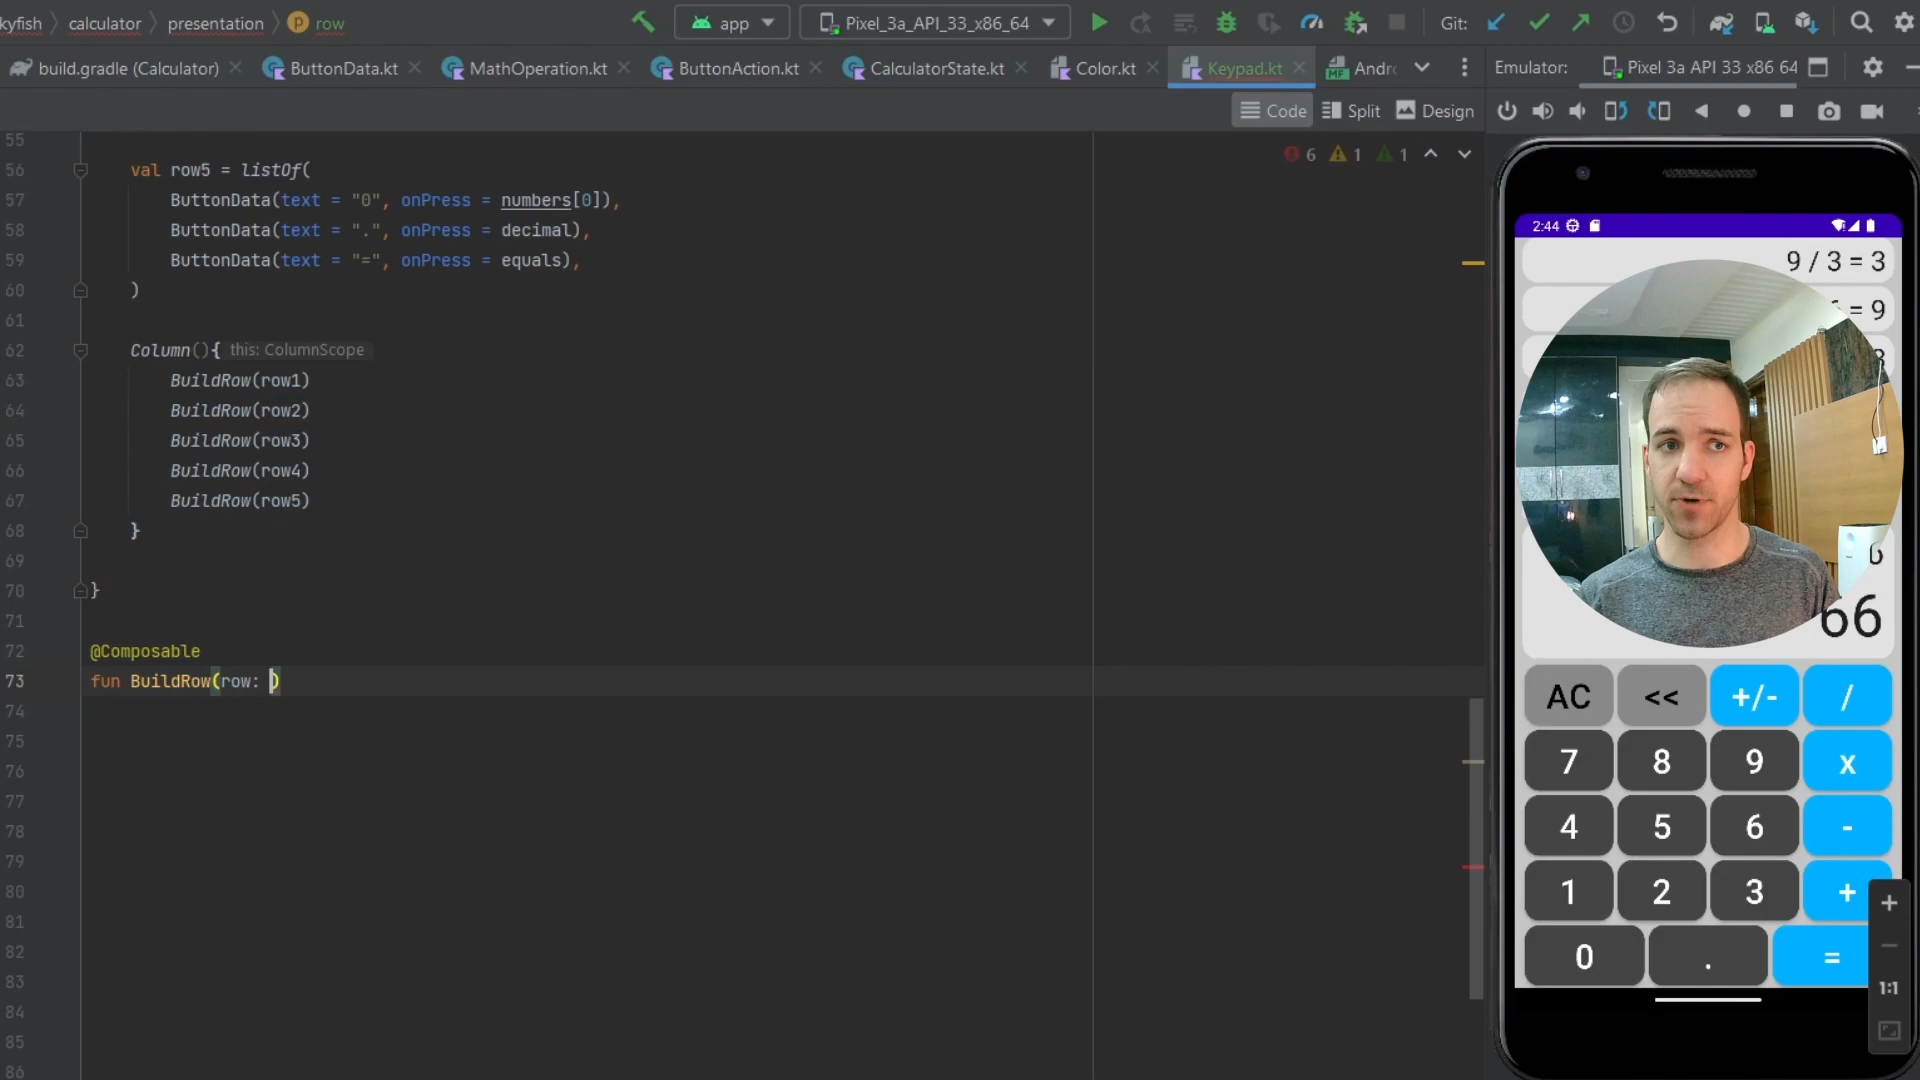 kyfish calculator presentation row app Pixel_3a_API_33_x86_64 Git:
build.gradle (Calculator) ButtonData.kt MathOperation.kt ButtonAction.kt CalculatorState.kt Color.kt Keypad.kt Andr Emulator: Pixel 3a API 33 x86 64
Code Split Design
55
6 1 1
56 val row5 = listOf(
57 ButtonData(text = "0", onPress = numbers[0]),
58 ButtonData(text = ".", onPress = decimal),
59 ButtonData(text = "=", onPress = equals),
60 )
61
62 Column(){ this: ColumnScope
63 BuildRow(row1)
64 BuildRow(row2)
65 BuildRow(row3)
66 BuildRow(row4)
67 BuildRow(row5)
68 }
69
70 }
71
72 @Composable
73 fun BuildRow(row: )
74
75
76
77
78
79
80
81
82
83
84
85
86
2:44
9 / 3 = 3
= 9
66
AC << +/- /
7 8 9 x
4 5 6 -
1 2 3 +
0 . =
+
−
1:1